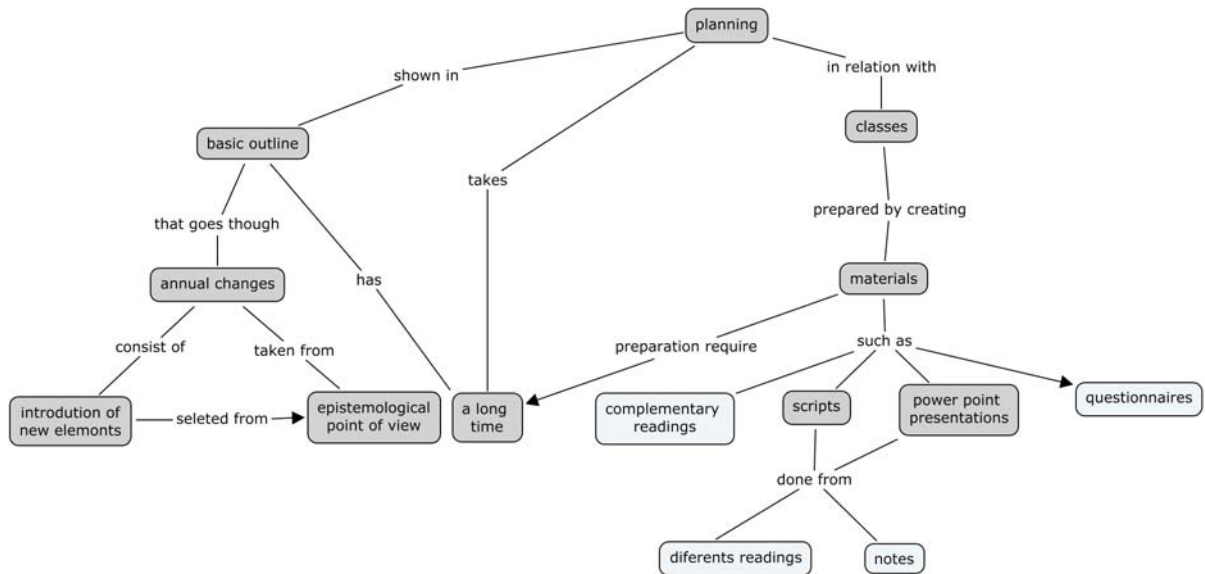 planning
shown in
in relation with
basic outline
classes
takes
that goes though
prepared by creating
annual changes
has
materials
consist of
taken from
preparation require
such as
introdution of
new elemonts
seleted from
epistemological
point of view
a long
time
complementary
readings
scripts
power point
presentations
questionnaires
done from
diferents readings
notes